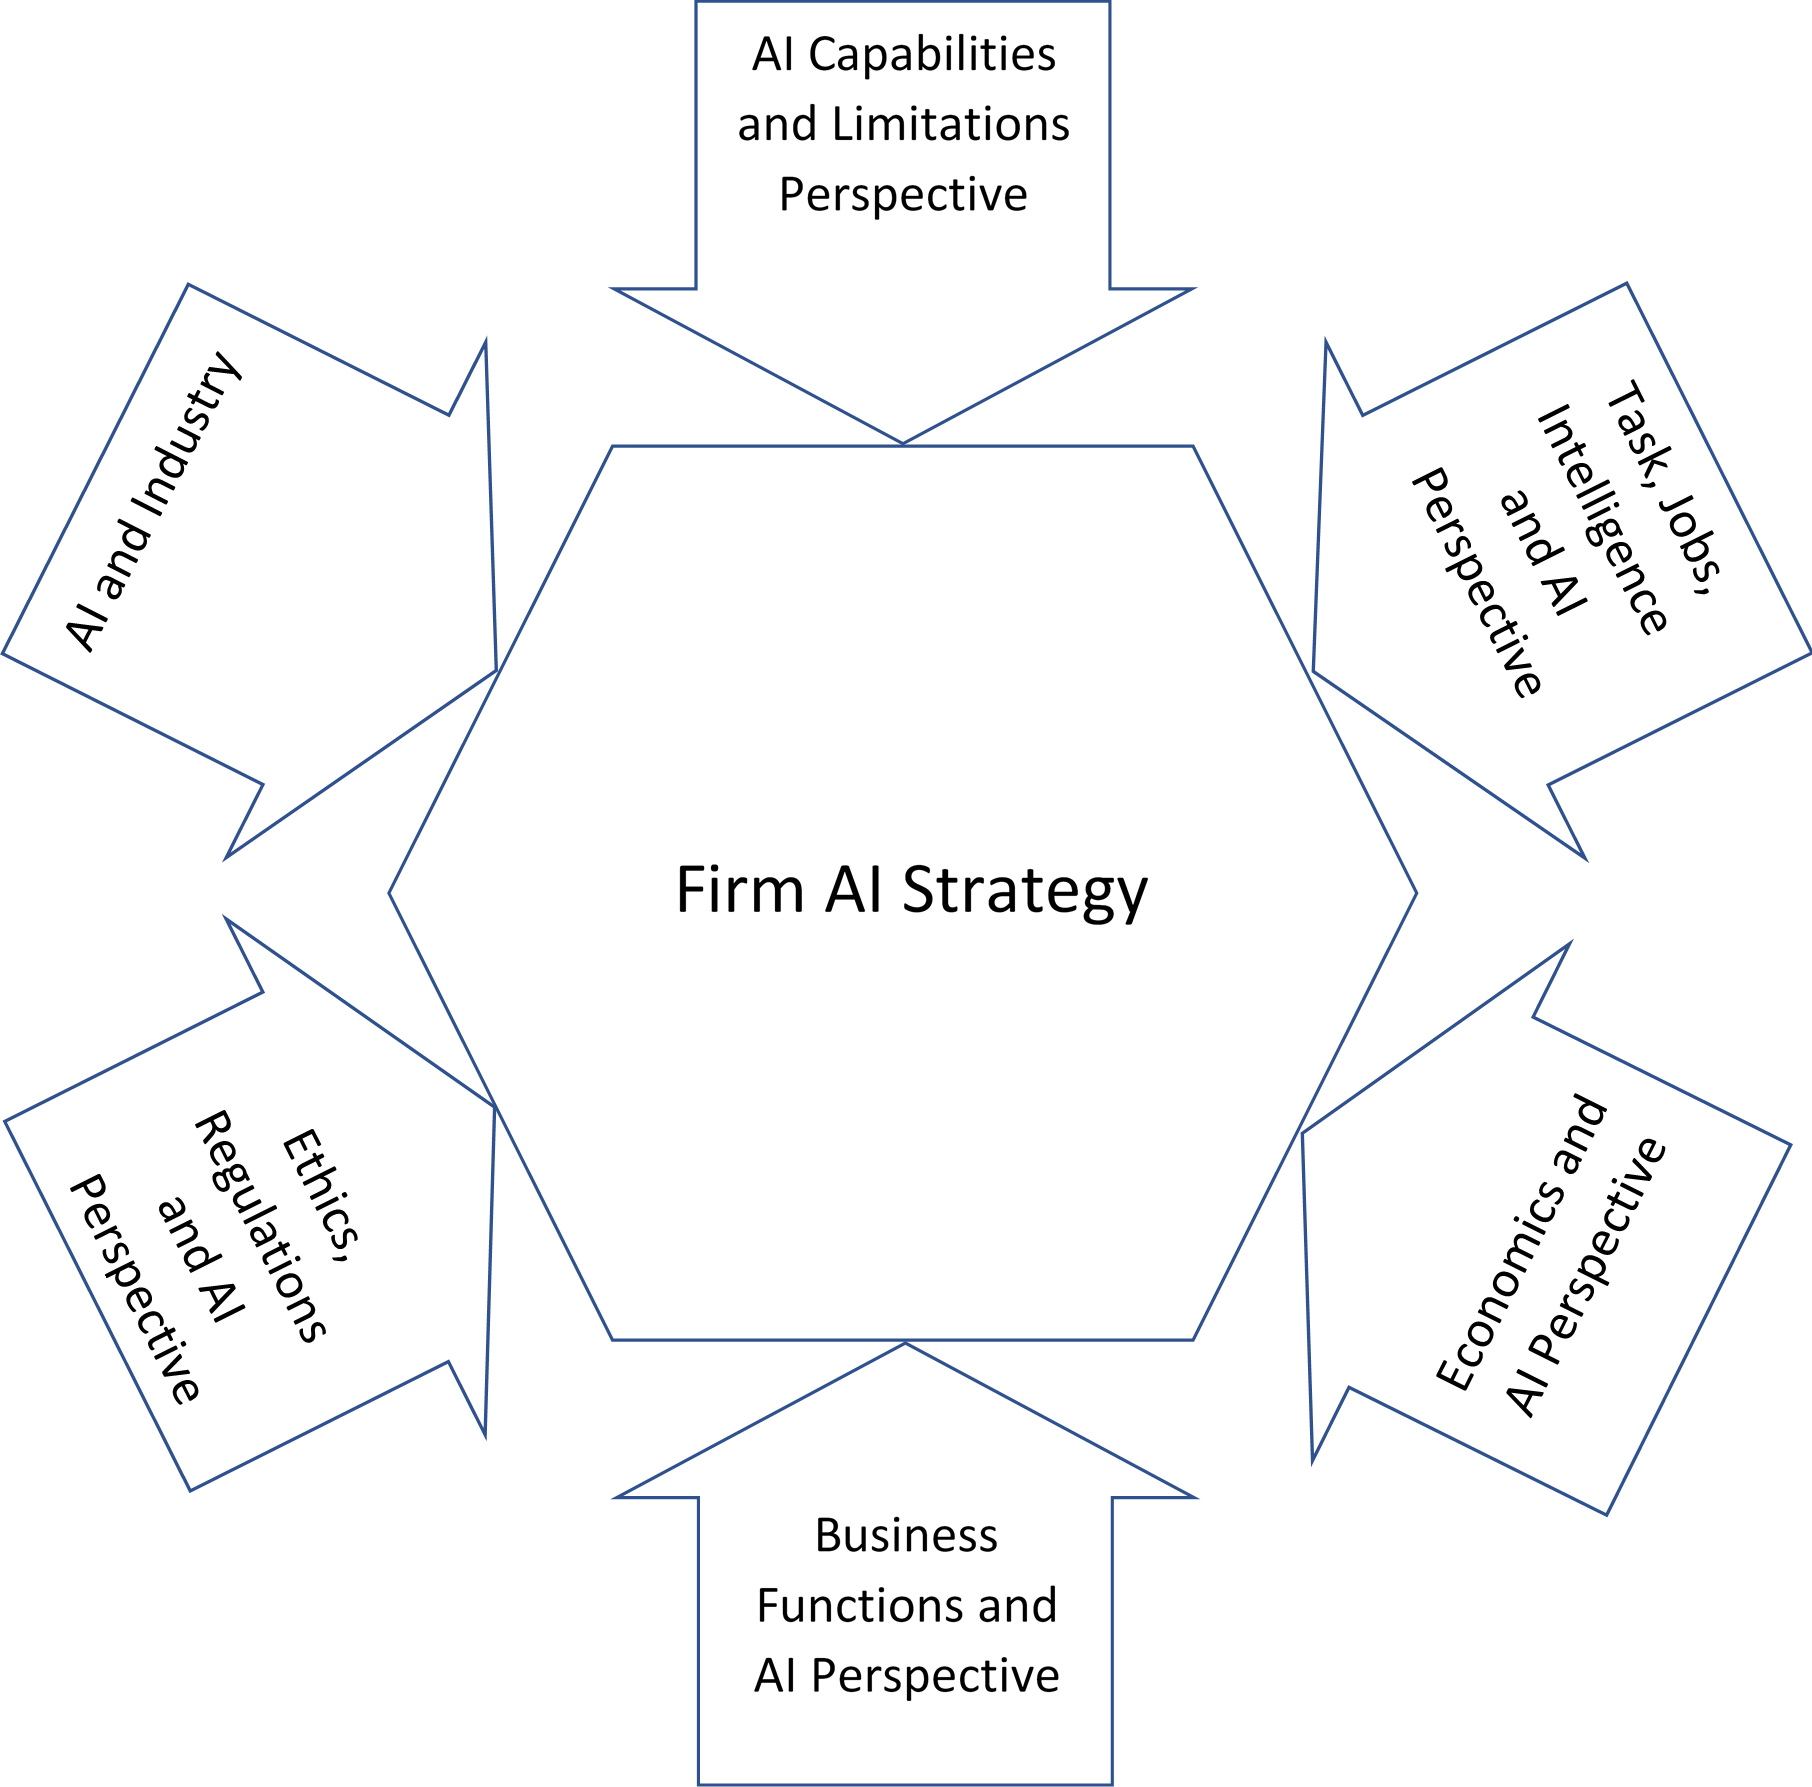 AI Capabilities
and Limitations
Perspective
AI and Industry
Task, Jobs,
Intelligence
and AI
Perspective
Firm AI Strategy
Ethics,
Regulations
and AI
Perspective
Economics and
AI Perspective
Business
Functions and
AI Perspective